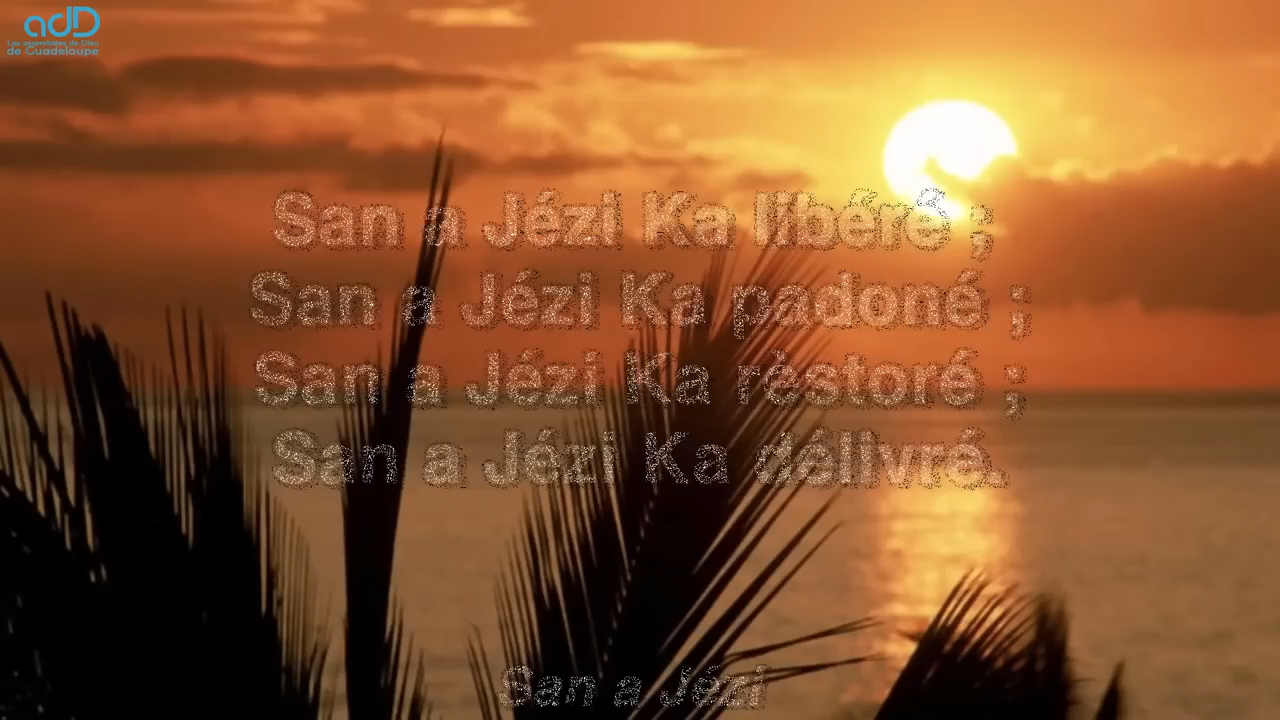 adD
Les assemblées de Dieu
de Guadeloupe
San a Jézi Ka libéré ;
San a Jézi Ka padoné ;
San a Jézi Ka rèstoré ;
San a Jézi Ka délivré.
San a Jézi